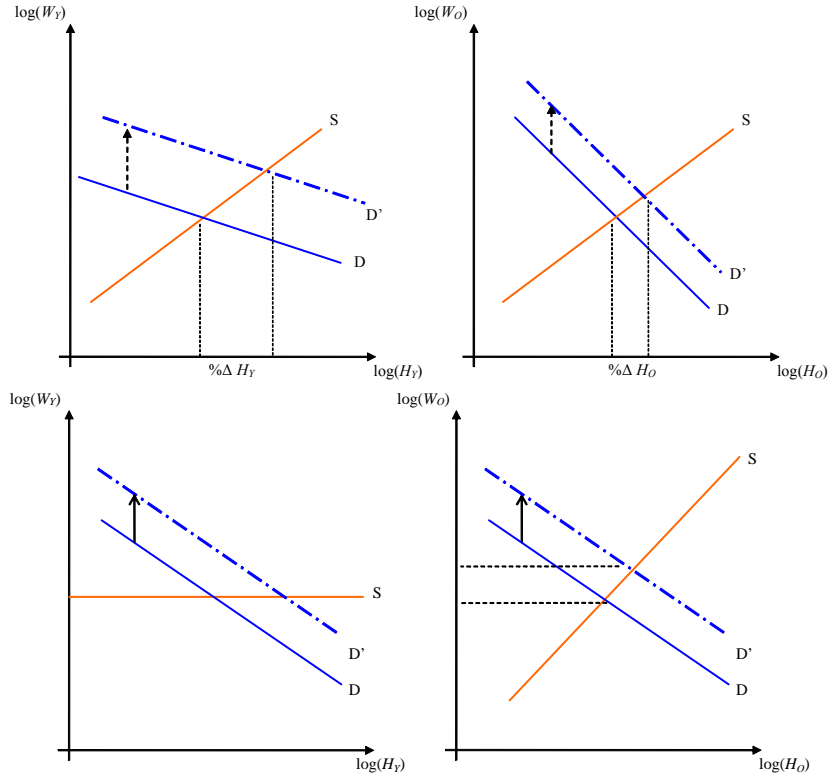 log(W_Y)
S
D'
D
%Δ H_Y
log(H_Y)
log(W_O)
S
D'
D
%Δ H_O
log(H_O)
log(W_Y)
S
D'
D
log(H_Y)
log(W_O)
S
D'
D
log(H_O)